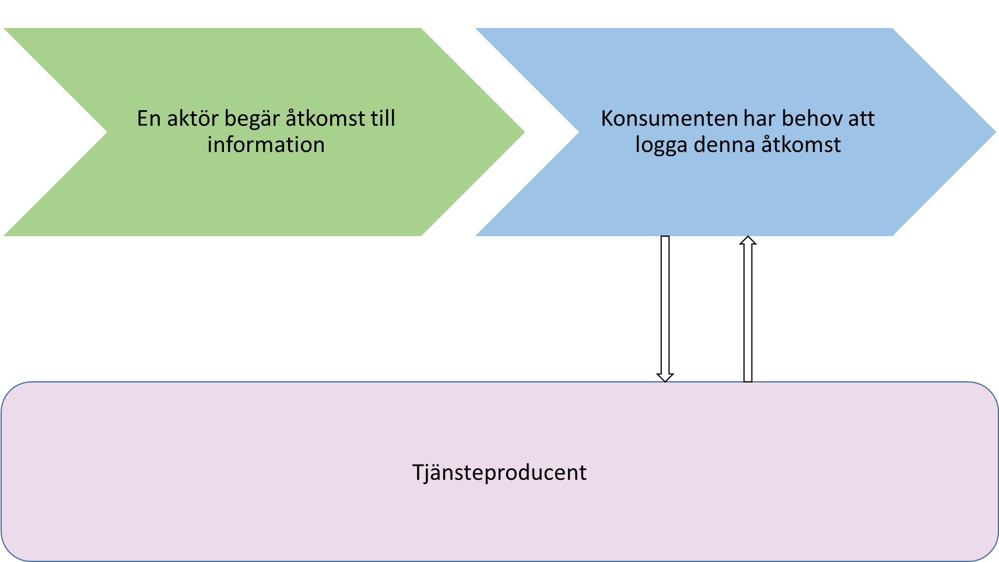 En aktör begär åtkomst till
information
Konsumenten har behov att
logga denna åtkomst
Tjänsteproducent